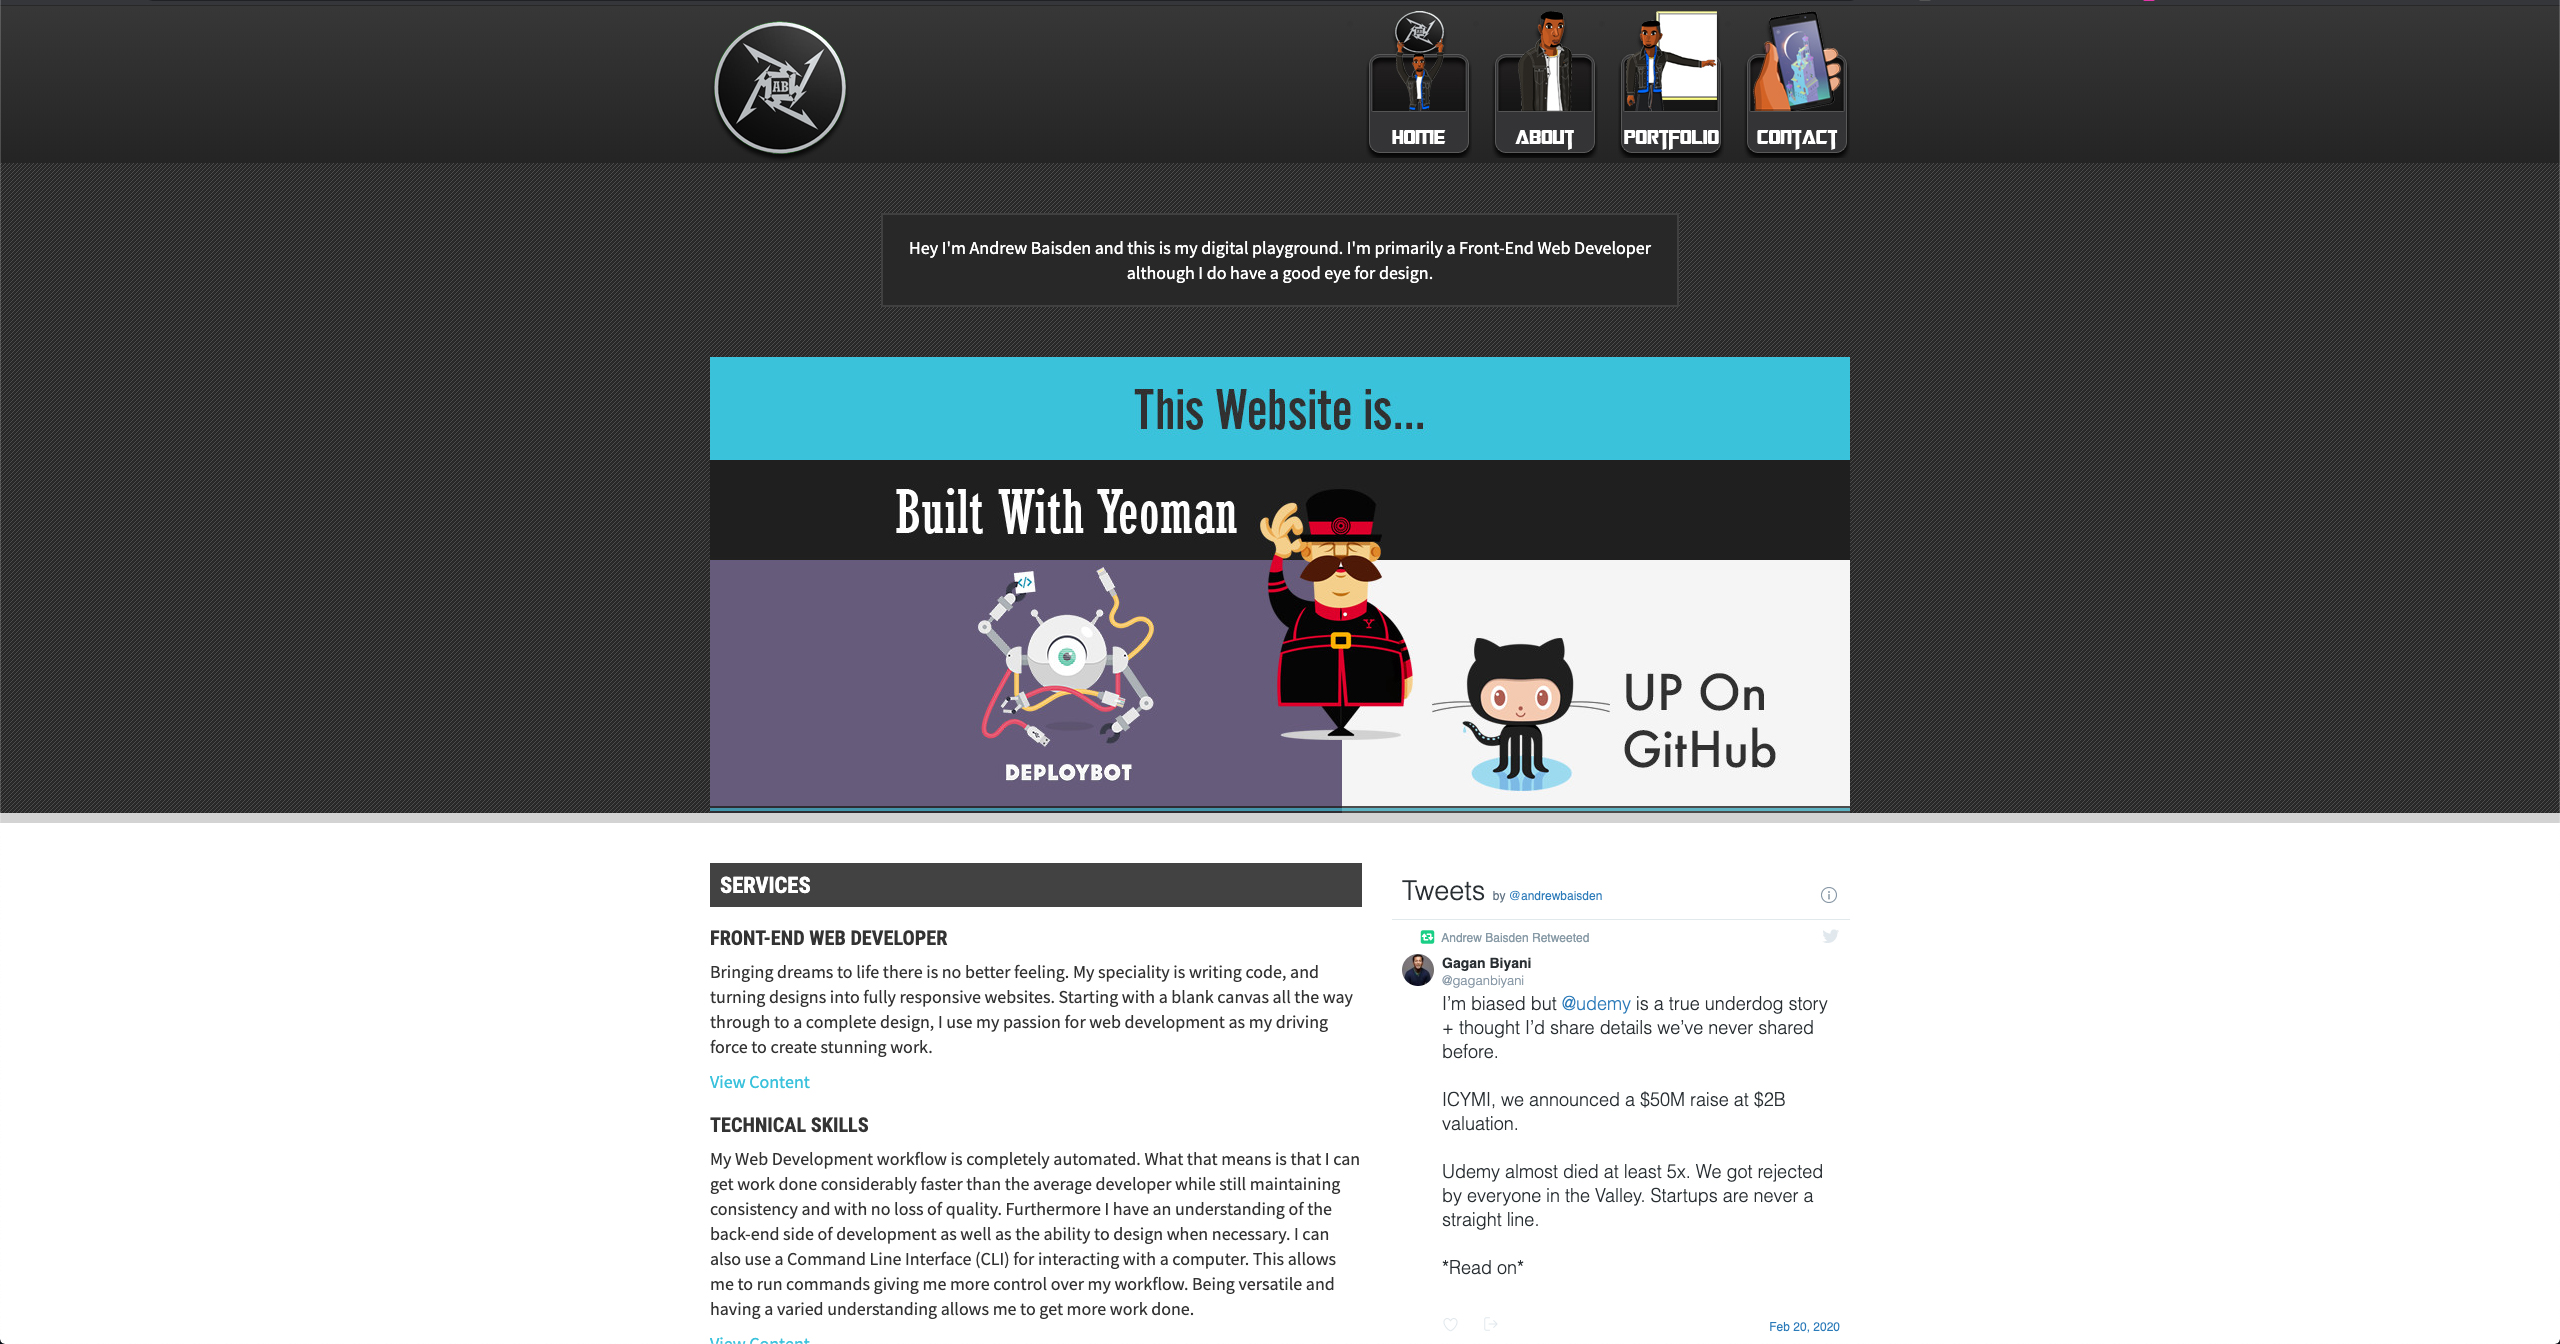 AB
HOME
ABOUT
PORTFOLIO
CONTACT
Hey I'm Andrew Baisden and this is my digital playground. I'm primarily a Front-End Web Developer
although I do have a good eye for design.
This Website is...
Built With Yeoman
</>
Y
DEPLOYBOT
UP On
GitHub
SERVICES
FRONT-END WEB DEVELOPER
Bringing dreams to life there is no better feeling. My speciality is writing code, and
turning designs into fully responsive websites. Starting with a blank canvas all the way
through to a complete design, I use my passion for web development as my driving
force to create stunning work.
View Content
TECHNICAL SKILLS
My Web Development workflow is completely automated. What that means is that I can
get work done considerably faster than the average developer while still maintaining
consistency and with no loss of quality. Furthermore I have an understanding of the
back-end side of development as well as the ability to design when necessary. I can
also use a Command Line Interface (CLI) for interacting with a computer. This allows
me to run commands giving me more control over my workflow. Being versatile and
having a varied understanding allows me to get more work done.
View Content
Tweets by @andrewbaisden
Andrew Baisden Retweeted
Gagan Biyani
@gaganbiyani
I’m biased but @udemy is a true underdog story
+ thought I’d share details we’ve never shared
before.
ICYMI, we announced a $50M raise at $2B
valuation.
Udemy almost died at least 5x. We got rejected
by everyone in the Valley. Startups are never a
straight line.
*Read on*
Feb 20, 2020